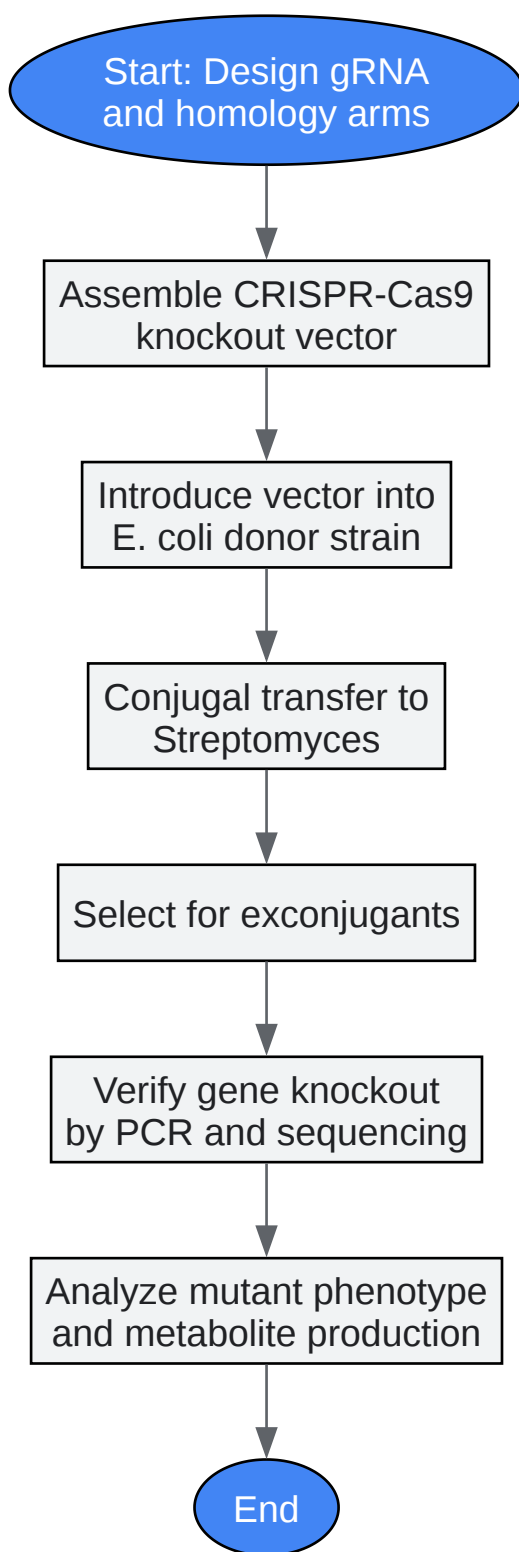 Start: Design gRNA
and homology arms
Assemble CRISPR-Cas9
knockout vector
Introduce vector into
E. coli donor strain
Conjugal transfer to
Streptomyces
Select for exconjugants
Verify gene knockout
by PCR and sequencing
Analyze mutant phenotype
and metabolite production
End